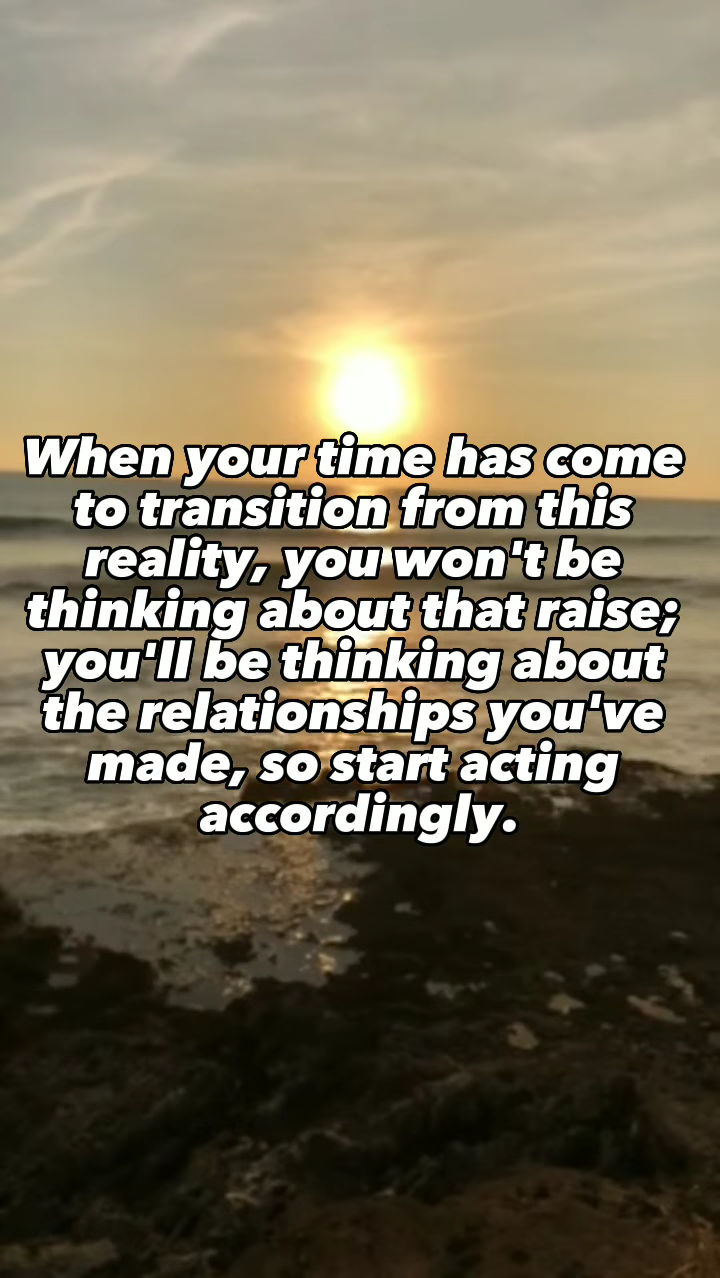 When your time has come
to transition from this
reality, you won't be
thinking about that raise;
you'll be thinking about
the relationships you've
made, so start acting
accordingly.